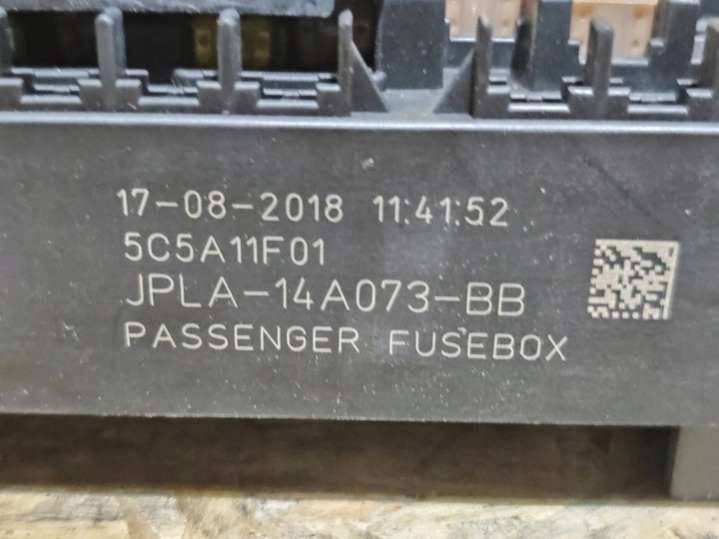 17-08-2018 11:41:52
5C5A11F01
JPLA-14A073-BB
PASSENGER FUSEBOX